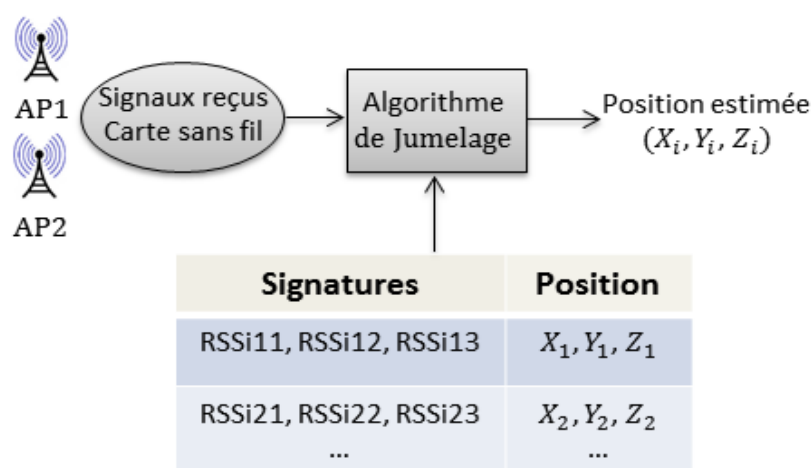 AP1
AP2
Signaux reçus
Carte sans fil
Algorithme
de Jumelage
Position estimée
(X_i, Y_i, Z_i)
Signatures Position
RSSi11, RSSi12, RSSi13 X_1, Y_1, Z_1
RSSi21, RSSi22, RSSi23 X_2, Y_2, Z_2
... ...